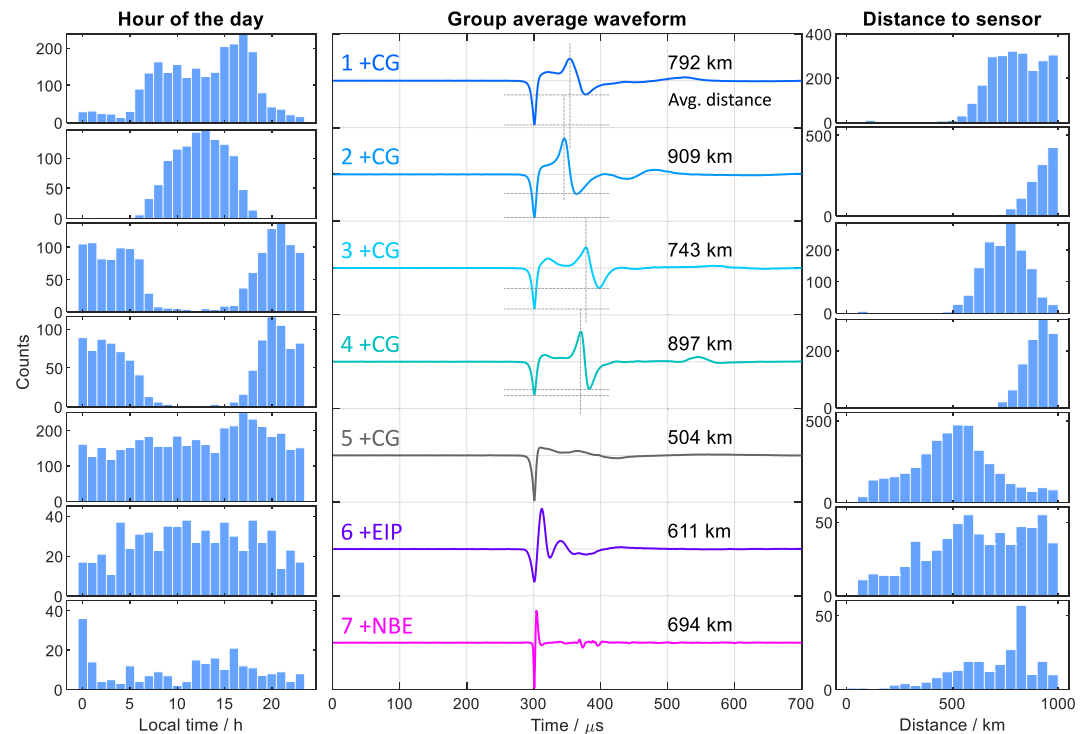 Hour of the day
Group average waveform
Distance to sensor
Counts
200
100
0
100
50
0
100
50
0
100
50
0
200
100
0
40
20
0
40
20
0
0 5 10 15 20
Local time / h
1 +CG
792 km
Avg. distance
2 +CG
909 km
3 +CG
743 km
4 +CG
897 km
5 +CG
504 km
6 +EIP
611 km
7 +NBE
694 km
0 100 200 300 400 500 600 700
Time / μs
400
200
0
500
0
200
100
0
200
0
500
0
50
0
50
0
0 500 1000
Distance / km